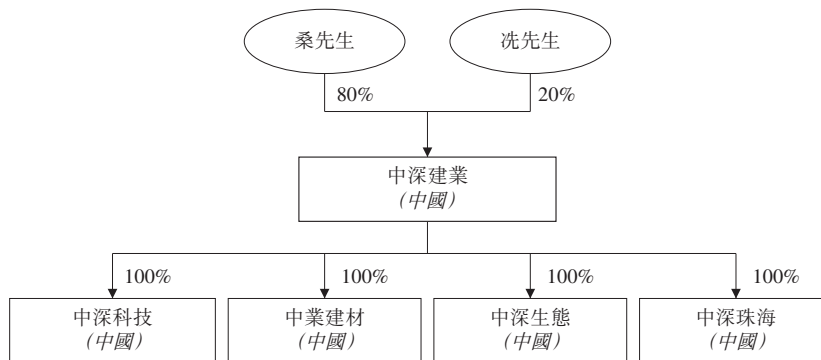 桑先生
冼先生
80%
20%
中深建業
(中國)
100%
100%
100%
100%
中深科技
(中國)
中業建材
(中國)
中深生態
(中國)
中深珠海
(中國)